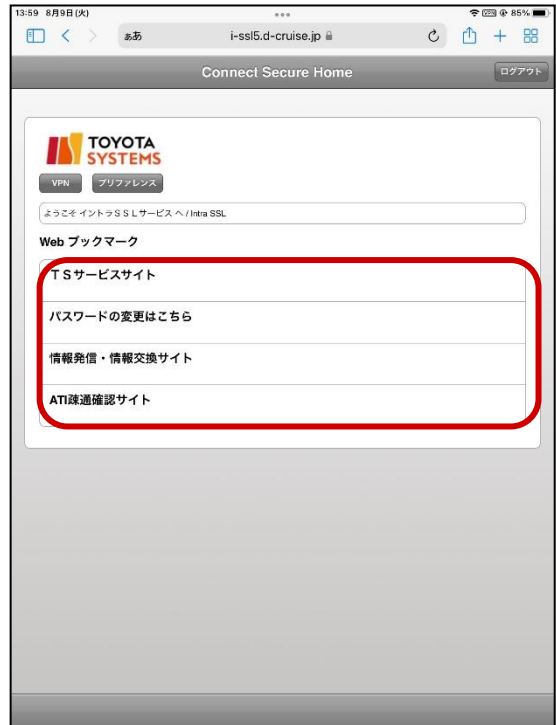 13:59 8月9日(火)
VPN 85%
ぁあ
i-ssl5.d-cruise.jp
Connect Secure Home
ログアウト
TOYOTA
SYSTEMS
VPN
プリファレンス
ようこそ イントラＳＳＬサービス へ / Intra SSL
Web ブックマーク
ＴＳサービスサイト
パスワードの変更はこちら
情報発信・情報交換サイト
ATI疎通確認サイト